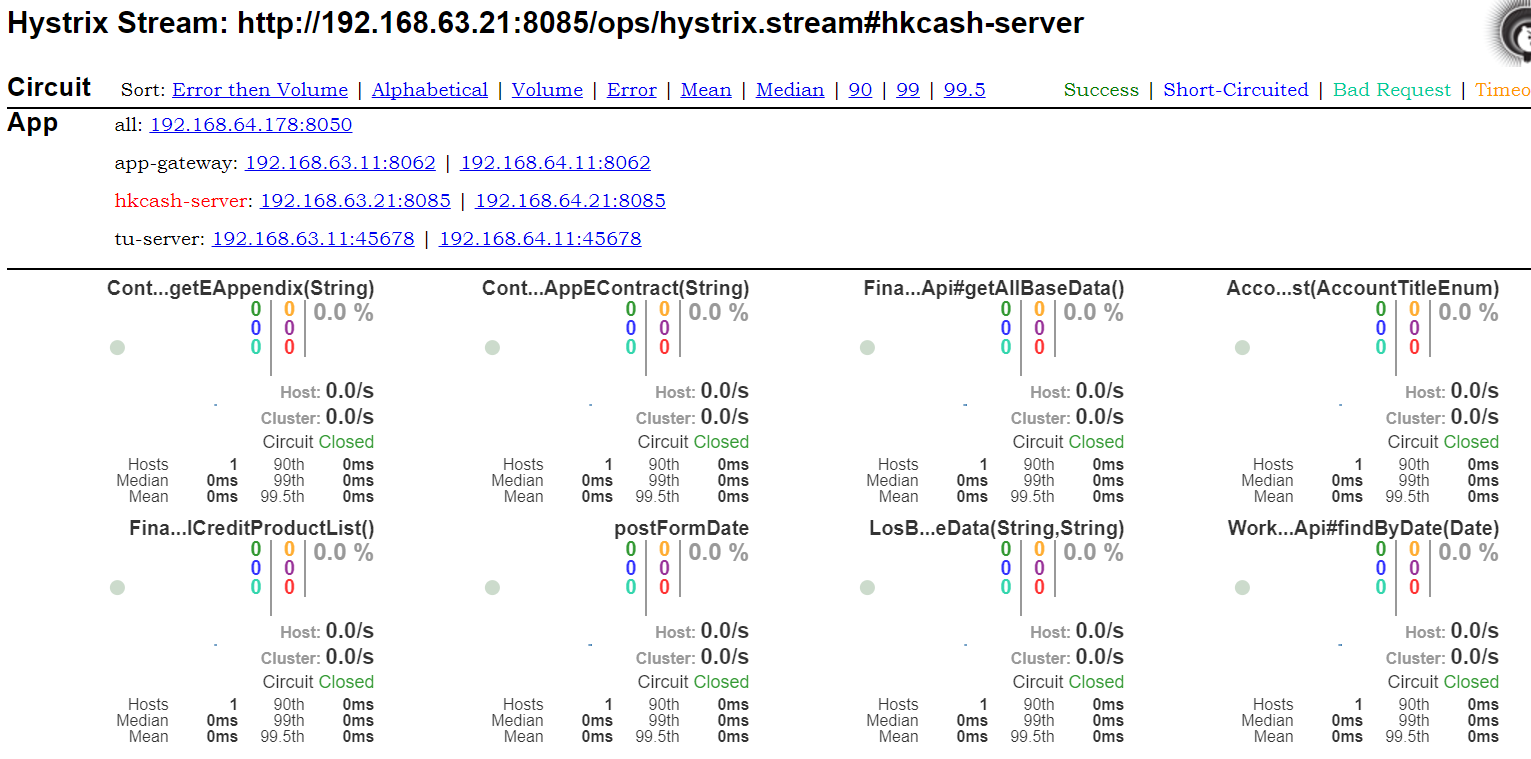 Hystrix Stream: http://192.168.63.21:8085/ops/hystrix.stream#hkcash-server
Circuit Sort: Error then Volume | Alphabetical | Volume | Error | Mean | Median | 90 | 99 | 99.5 Success | Short-Circuited | Bad Request | Timeo
App all: 192.168.64.178:8050
app-gateway: 192.168.63.11:8062 | 192.168.64.11:8062
hkcash-server: 192.168.63.21:8085 | 192.168.64.21:8085
tu-server: 192.168.63.11:45678 | 192.168.64.11:45678
Cont...getEAppendix(String) Cont...AppEContract(String) Fina...Api#getAllBaseData() Acco...st(AccountTitleEnum)
0 0 0.0 % 0 0 0.0 % 0 0 0.0 % 0 0 0.0 %
0 0 0 0 0 0 0 0
0 0 0 0 0 0 0 0
Host: 0.0/s Host: 0.0/s Host: 0.0/s Host: 0.0/s
Cluster: 0.0/s Cluster: 0.0/s Cluster: 0.0/s Cluster: 0.0/s
Circuit Closed Circuit Closed Circuit Closed Circuit Closed
Hosts 1 90th 0ms Hosts 1 90th 0ms Hosts 1 90th 0ms Hosts 1 90th 0ms
Median 0ms 99th 0ms Median 0ms 99th 0ms Median 0ms 99th 0ms Median 0ms 99th 0ms
Mean 0ms 99.5th 0ms Mean 0ms 99.5th 0ms Mean 0ms 99.5th 0ms Mean 0ms 99.5th 0ms
Fina...lCreditProductList() postFormDate LosB...eData(String,String) Work...Api#findByDate(Date)
0 0 0.0 % 0 0 0.0 % 0 0 0.0 % 0 0 0.0 %
0 0 0 0 0 0 0 0
0 0 0 0 0 0 0 0
Host: 0.0/s Host: 0.0/s Host: 0.0/s Host: 0.0/s
Cluster: 0.0/s Cluster: 0.0/s Cluster: 0.0/s Cluster: 0.0/s
Circuit Closed Circuit Closed Circuit Closed Circuit Closed
Hosts 1 90th 0ms Hosts 1 90th 0ms Hosts 1 90th 0ms Hosts 1 90th 0ms
Median 0ms 99th 0ms Median 0ms 99th 0ms Median 0ms 99th 0ms Median 0ms 99th 0ms
Mean 0ms 99.5th 0ms Mean 0ms 99.5th 0ms Mean 0ms 99.5th 0ms Mean 0ms 99.5th 0ms